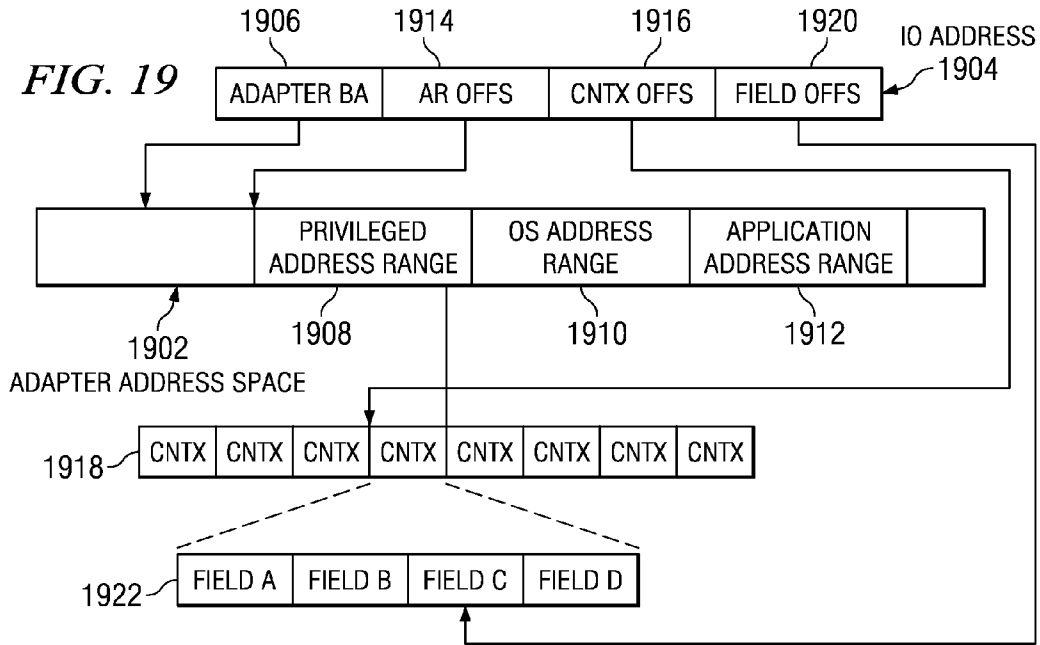 1906 1914 1916 1920
IO ADDRESS
1904
FIG. 19
ADAPTER BA AR OFFS CNTX OFFS FIELD OFFS
PRIVILEGED ADDRESS RANGE
OS ADDRESS RANGE
APPLICATION ADDRESS RANGE
1902 1908 1910 1912
ADAPTER ADDRESS SPACE
1918 CNTX CNTX CNTX CNTX CNTX CNTX CNTX CNTX
1922 FIELD A FIELD B FIELD C FIELD D